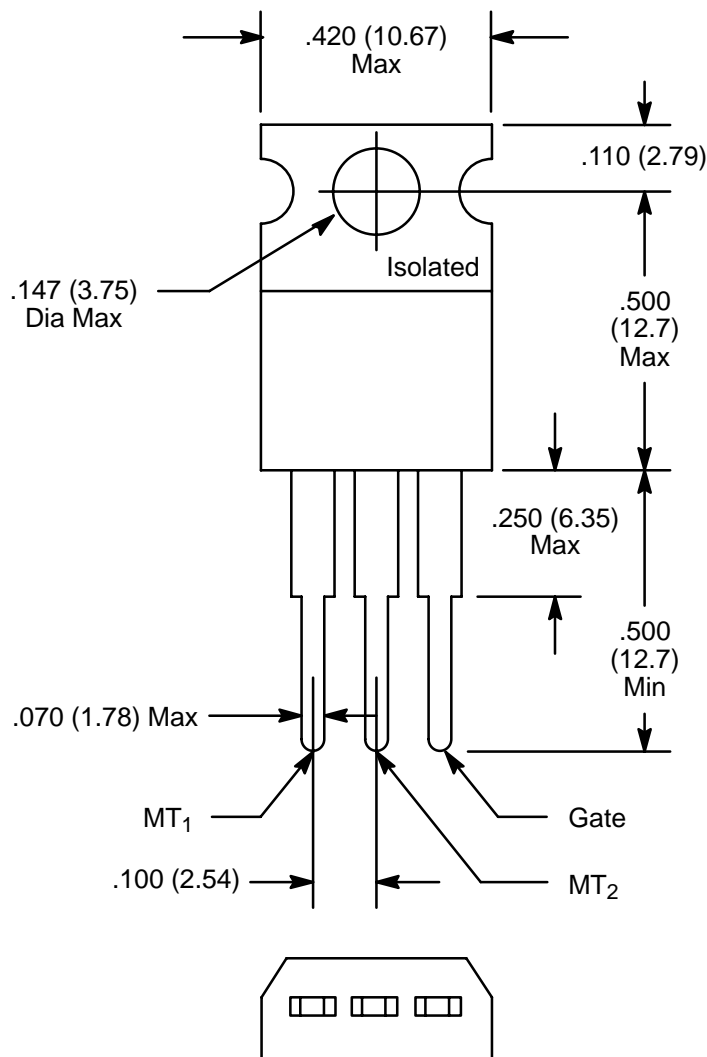 .420 (10.67)
Max
.110 (2.79)
Isolated
.147 (3.75)
Dia Max
.500
(12.7)
Max
.250 (6.35)
Max
.500
(12.7)
Min
.070 (1.78) Max
MT₁
Gate
.100 (2.54)
MT₂